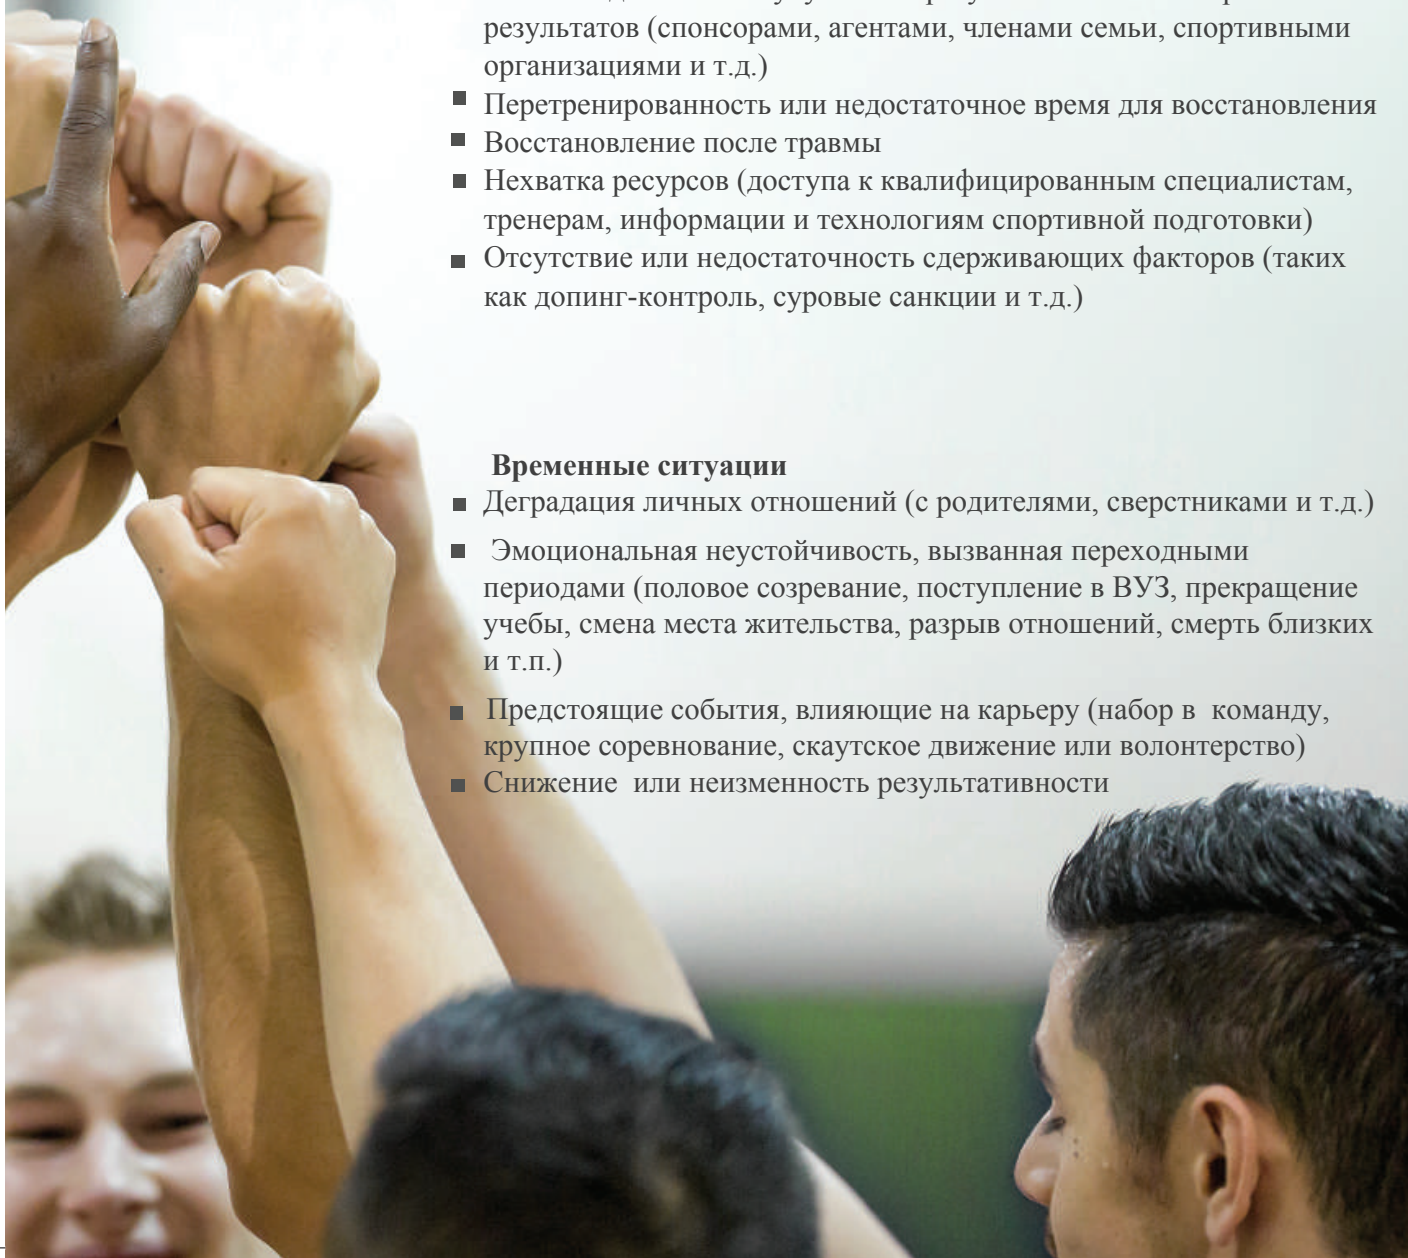 результатов (спонсорами, агентами, членами семьи, спортивными
организациями и т.д.)
Перетренированность или недостаточное время для восстановления
Восстановление после травмы
Нехватка ресурсов (доступа к квалифицированным специалистам,
тренерам, информации и технологиям спортивной подготовки)
Отсутствие или недостаточность сдерживающих факторов (таких
как допинг-контроль, суровые санкции и т.д.)
Временные ситуации
Деградация личных отношений (с родителями, сверстниками и т.д.)
Эмоциональная неустойчивость, вызванная переходными
периодами (половое созревание, поступление в ВУЗ, прекращение
учебы, смена места жительства, разрыв отношений, смерть близких
и т.п.)
Предстоящие события, влияющие на карьеру (набор в команду,
крупное соревнование, скаутское движение или волонтерство)
Снижение или неизменность результативности